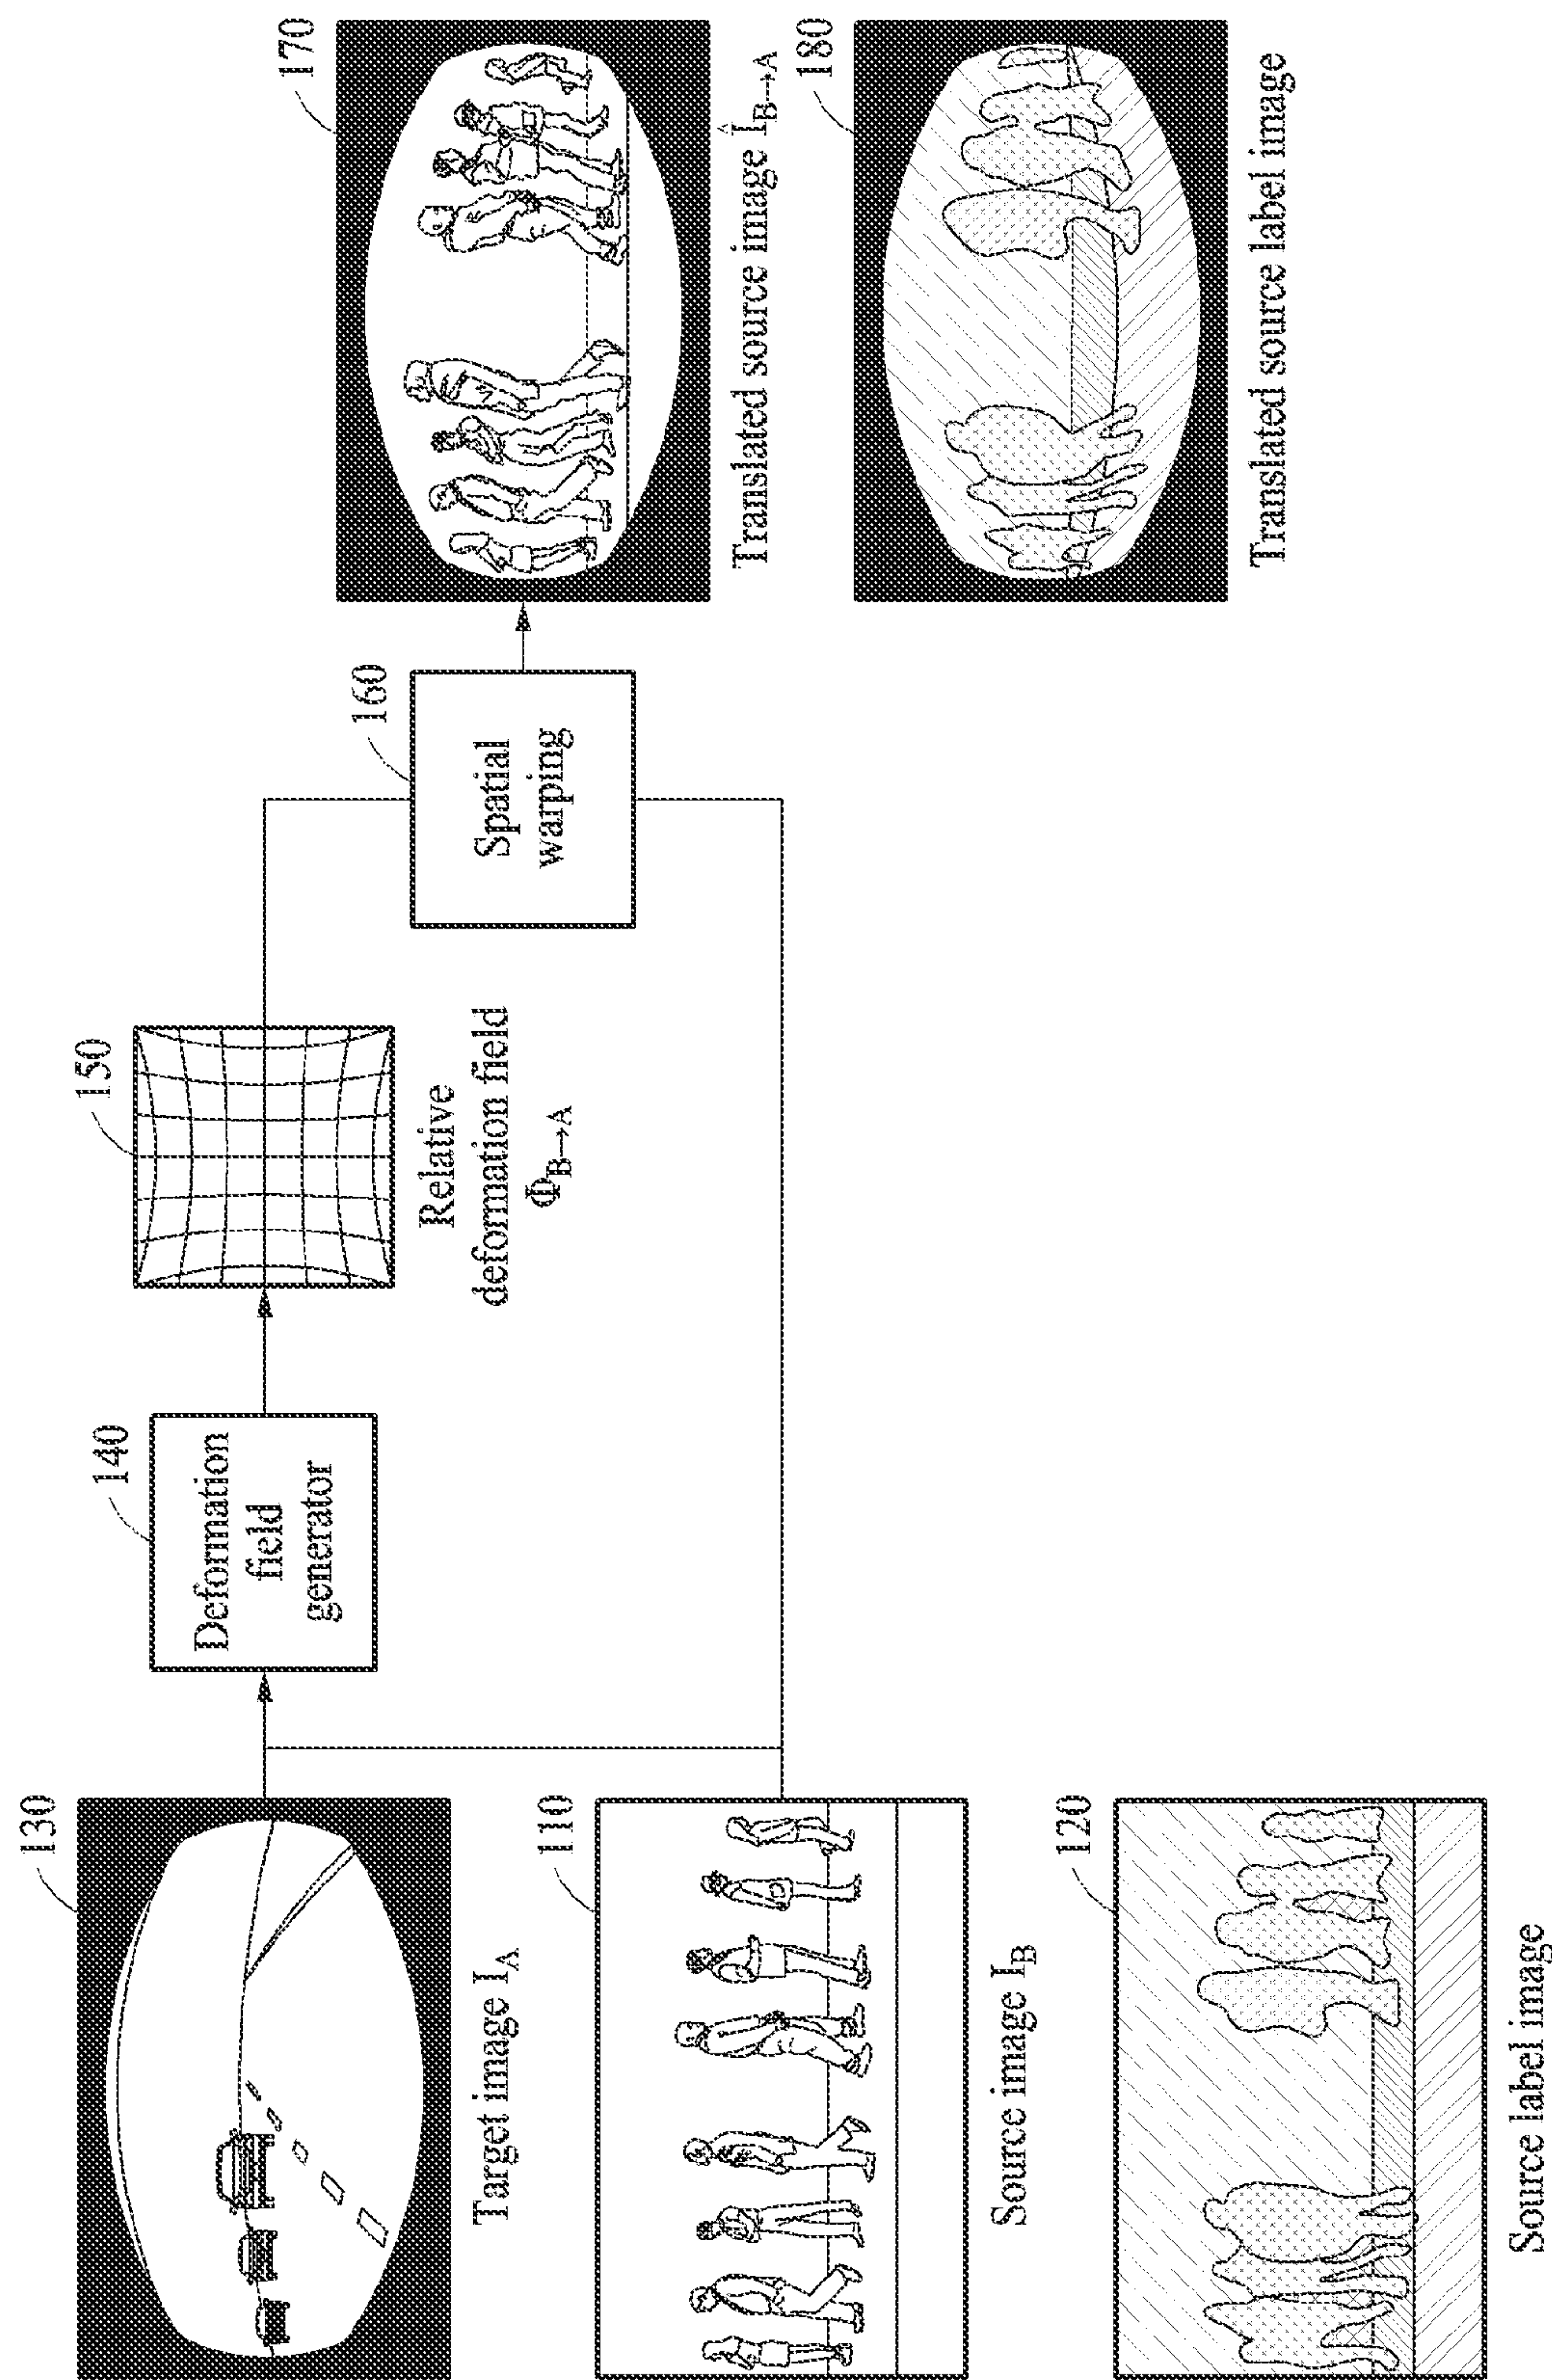 130
Target image I_A
110
Source image I_B
120
Source label image
140
Deformation
field
generator
150
Relative
deformation field
Φ_B→A
160
Spatial
warping
170
Translated source image Î_B→A
180
Translated source label image